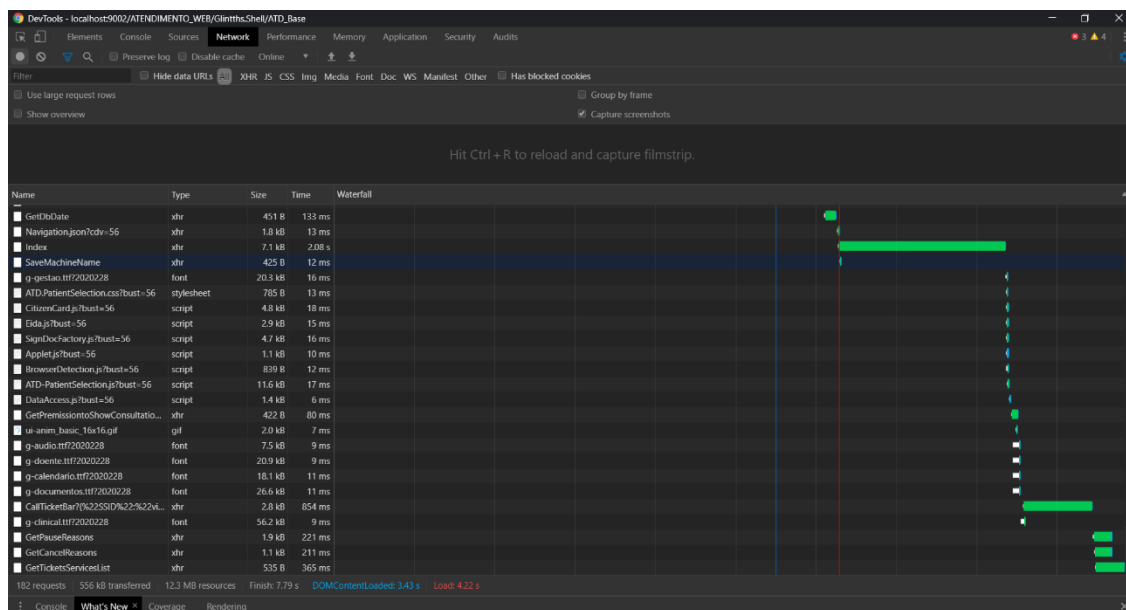 DevTools - localhost:9002/ATENDIMENTO_WEB/Glintths.Shell/ATD_Base
Elements Console Sources Network Performance Memory Application Security Audits 3 4
Preserve log Disable cache Online
Filter Hide data URLs All XHR JS CSS Img Media Font Doc WS Manifest Other Has blocked cookies
Use large request rows Group by frame
Show overview Capture screenshots
Hit Ctrl + R to reload and capture filmstrip.
Name Type Size Time Waterfall
GetDbDate xhr 451 B 133 ms
Navigation.json?cdv=56 xhr 1.8 kB 13 ms
Index xhr 7.1 kB 2.08 s
SaveMachineName xhr 425 B 12 ms
g-gestao.ttf?2020228 font 20.3 kB 16 ms
ATD.PatientSelection.css?bust=56 stylesheet 785 B 13 ms
CitizenCard.js?bust=56 script 4.8 kB 18 ms
Eida.js?bust=56 script 2.9 kB 15 ms
SignDocFactory.js?bust=56 script 4.7 kB 16 ms
Applet.js?bust=56 script 1.1 kB 10 ms
BrowserDetection.js?bust=56 script 839 B 12 ms
ATD-PatientSelection.js?bust=56 script 11.6 kB 17 ms
DataAccess.js?bust=56 script 1.4 kB 6 ms
GetPremissiontoShowConsultatio... xhr 422 B 80 ms
ui-anim_basic_16x16.gif gif 2.0 kB 7 ms
g-audio.ttf?2020228 font 7.5 kB 9 ms
g-doente.ttf?2020228 font 20.9 kB 9 ms
g-calendario.ttf?2020228 font 18.1 kB 11 ms
g-documentos.ttf?2020228 font 26.6 kB 11 ms
CallTicketBar?{%22SSID%22:%22vi... xhr 2.8 kB 854 ms
g-clinical.ttf?2020228 font 56.2 kB 9 ms
GetPauseReasons xhr 1.9 kB 221 ms
GetCancelReasons xhr 1.1 kB 211 ms
GetTicketsServicesList xhr 535 B 365 ms
182 requests 556 kB transferred 12.3 MB resources Finish: 7.79 s DOMContentLoaded: 3.43 s Load: 4.22 s
Console What's New Coverage Rendering